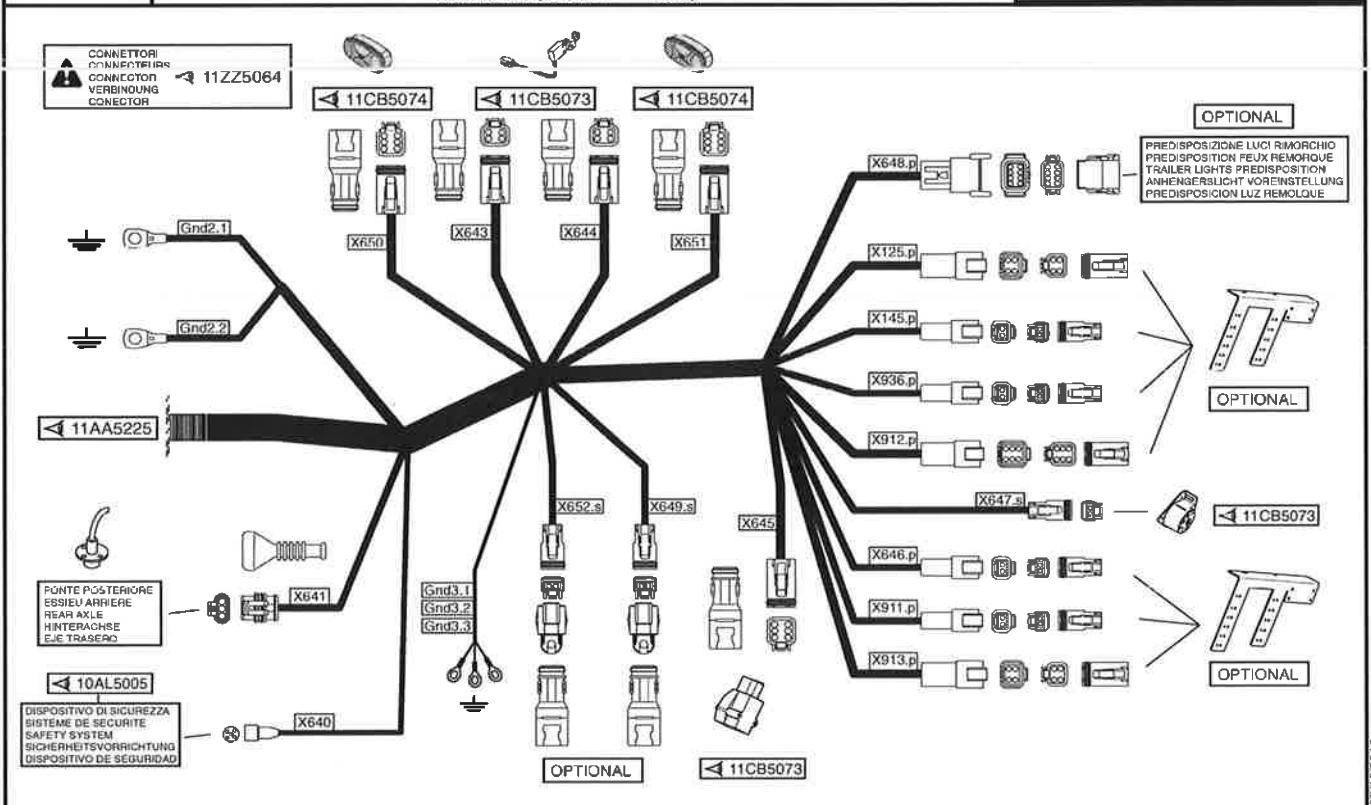 CONNETTORI
CONNECTEURS
CONNECTOR
VERBINDUNG
CONECTOR
11ZZ5064
11CB5074
11CB5073
11CB5074
OPTIONAL
PREDISPOSIZIONE LUCI RIMORCHIO
PREDISPOSITION FEUX REMORQUE
TRAILER LIGHTS PREDISPOSITION
ANHENGERSLICHT VOREINSTELLUNG
PREDISPOSICION LUZ REMOLQUE
X648.p
X650
X643
X644
X651
Gnd2.1
Gnd2.2
X125.p
X145.p
X936.p
X912.p
OPTIONAL
11AA5225
X652.s
X649.s
X645
X647.s
11CB5073
X646.p
X911.p
X913.p
OPTIONAL
PONTE POSTERIORE
ESSIEU ARRIERE
REAR AXLE
HINTERACHSE
EJE TRASERO
X641
Gnd3.1
Gnd3.2
Gnd3.3
10AL5005
DISPOSITIVO DI SICUREZZA
SISTEME DE SECURITE
SAFETY SYSTEM
SICHERHEITSVORRICHTUNG
DISPOSITIVO DE SEGURIDAD
X640
OPTIONAL
11CB5073